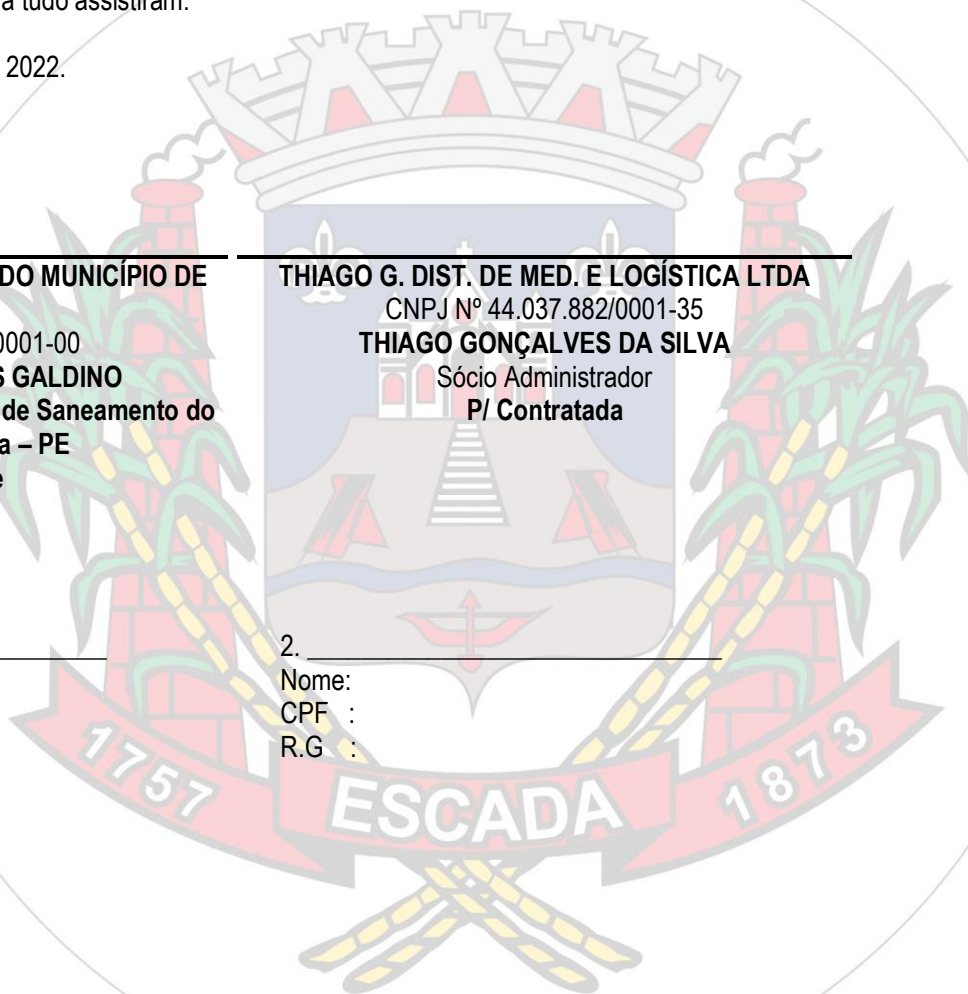 a tudo assistiram.
2022.
DO MUNICÍPIO DE
0001-00
S GALDINO
de Saneamento do
a – PE
e
THIAGO G. DIST. DE MED. E LOGÍSTICA LTDA
CNPJ Nº 44.037.882/0001-35
THIAGO GONÇALVES DA SILVA
Sócio Administrador
P/ Contratada
2. ________________________________
Nome:
CPF :
R.G :
1757
ESCADA
1873